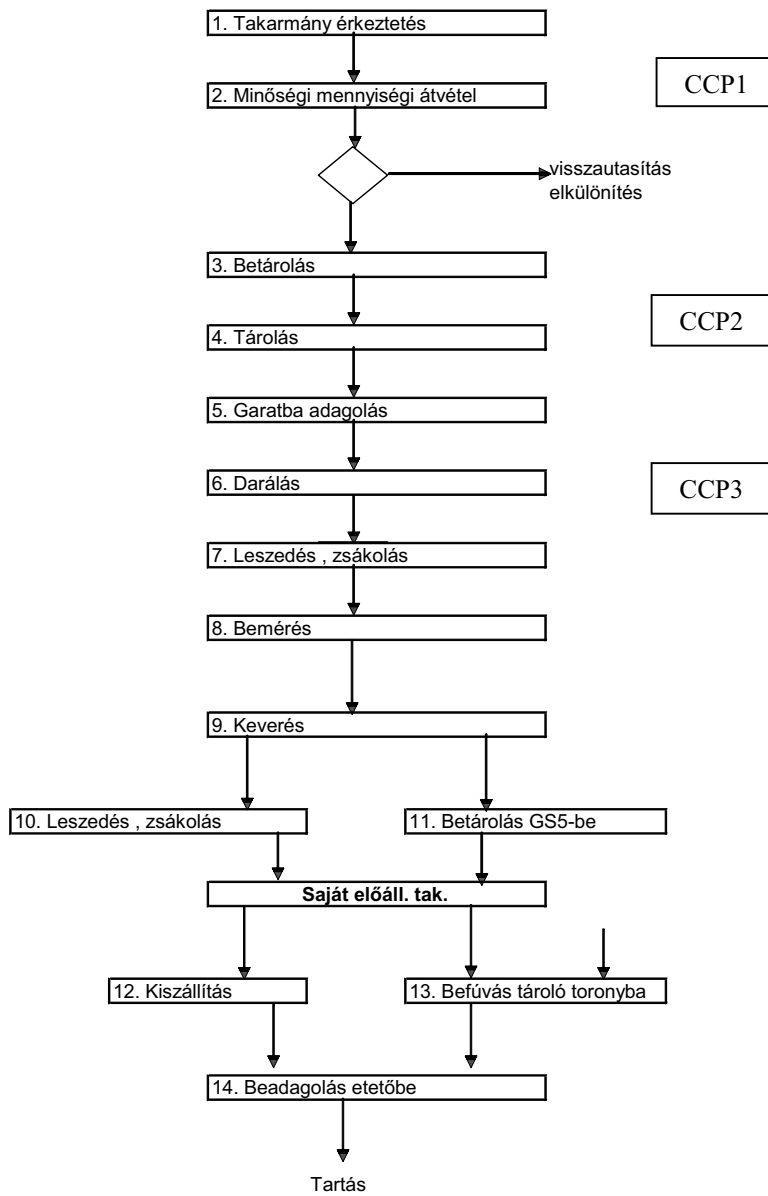 1. Takarmány érkeztetés
CCP1
2. Minőségi mennyiségi átvétel
visszautasítás
elkülönítés
3. Betárolás
CCP2
4. Tárolás
5. Garatba adagolás
6. Darálás
CCP3
7. Leszedés , zsákolás
8. Bemérés
9. Keverés
10. Leszedés , zsákolás
11. Betárolás GS5-be
Saját előáll. tak.
12. Kiszállítás
13. Befúvás tároló toronyba
14. Beadagolás etetőbe
Tartás